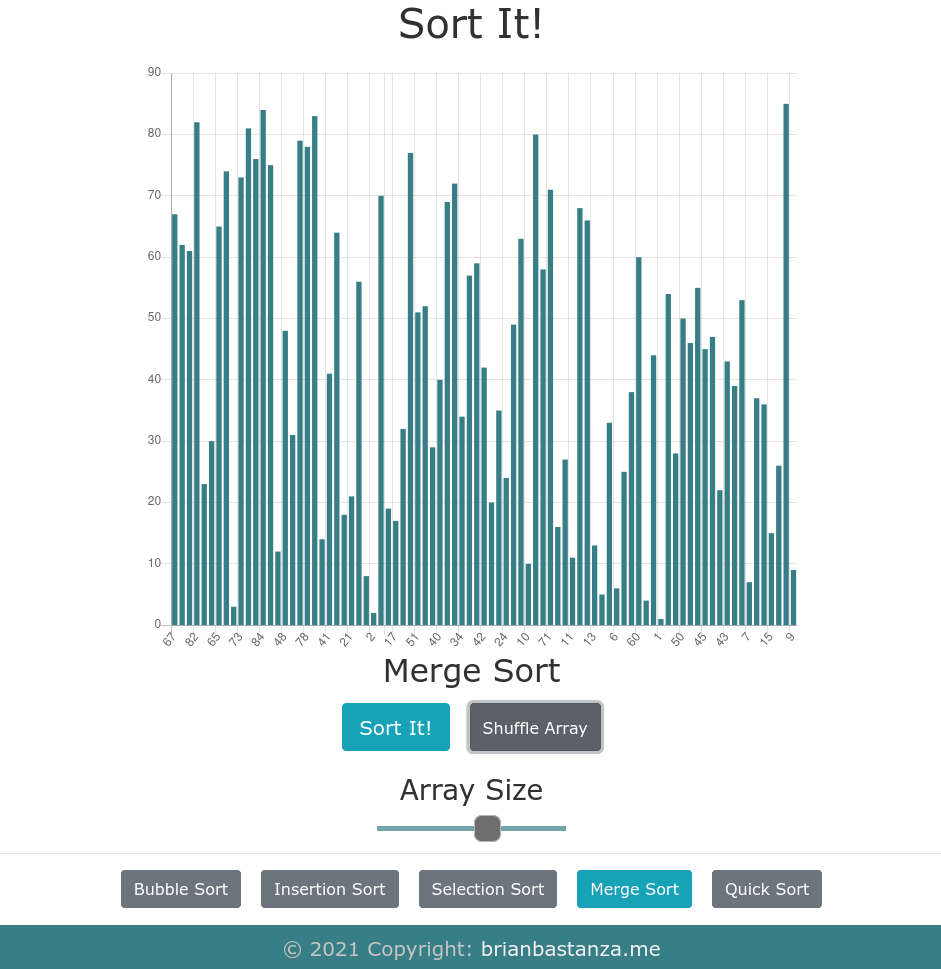 Sort It!
90
80
70
60
50
40
30
20
10
0
67 82 65 73 84 48 78 41 21 2 17 51 40 34 42 24 10 71 11 13 6 60 1 50 45 43 7 15 9
Merge Sort
Sort It! Shuffle Array
Array Size
Bubble Sort Insertion Sort Selection Sort Merge Sort Quick Sort
© 2021 Copyright: brianbastanza.me